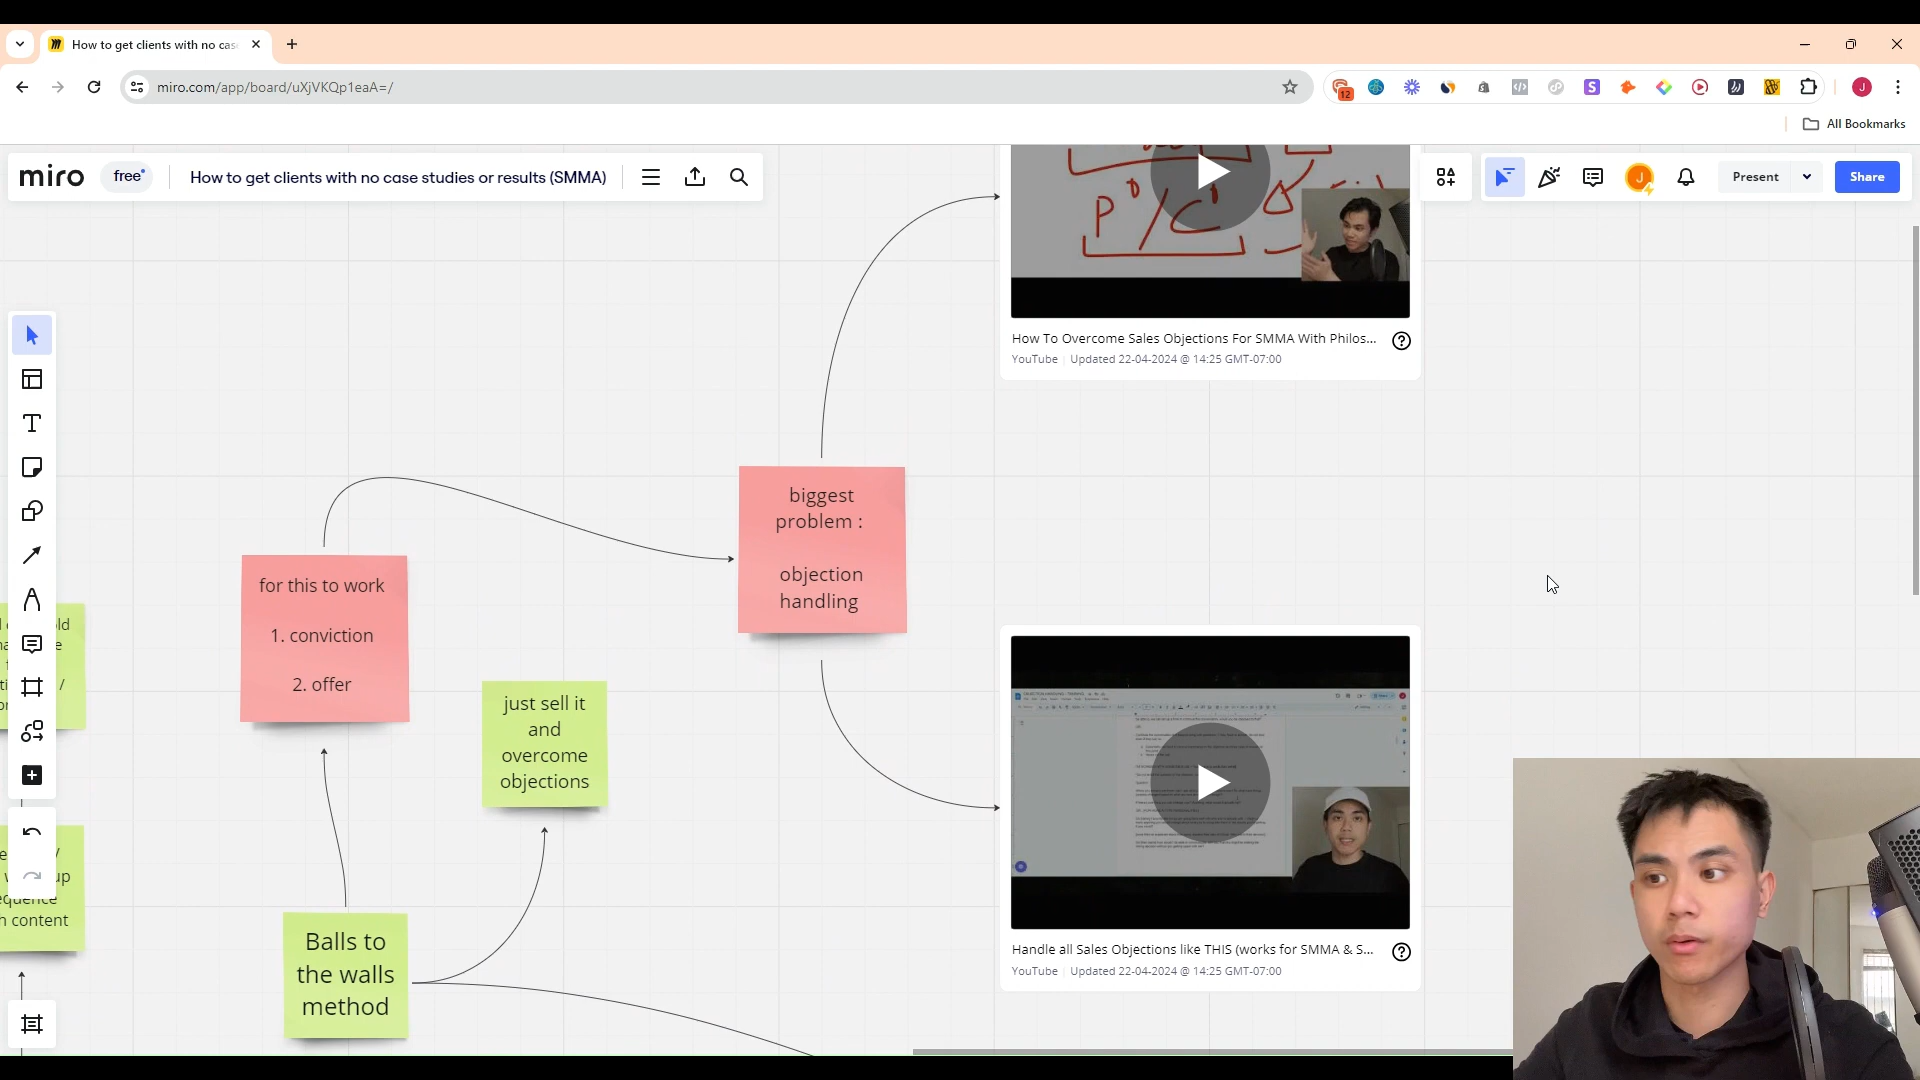 How to get clients with no cas
miro.com/app/board/uXjVKQp1eaA=/
12
S
J
All Bookmarks
miro
free
How to get clients with no case studies or results (SMMA)
J
Present
Share
P / C
How To Overcome Sales Objections For SMMA With Philos...
YouTube | Updated 22-04-2024 @ 14:25 GMT-07:00
biggest
problem :
objection
handling
for this to work
1. conviction
2. offer
just sell it
and
overcome
objections
Handle all Sales Objections like THIS (works for SMMA & S...
YouTube | Updated 22-04-2024 @ 14:25 GMT-07:00
Balls to
the walls
method
content